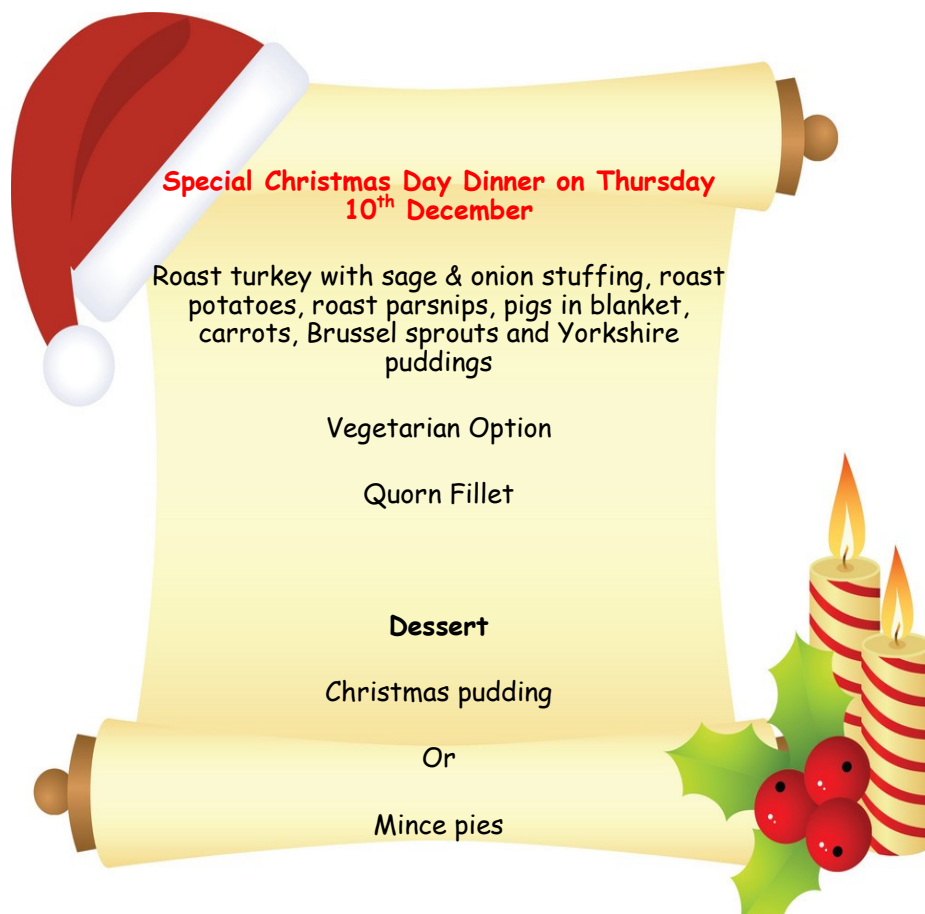 Special Christmas Day Dinner on Thursday
10th December
Roast turkey with sage & onion stuffing, roast
potatoes, roast parsnips, pigs in blanket,
carrots, Brussel sprouts and Yorkshire
puddings
Vegetarian Option
Quorn Fillet
Dessert
Christmas pudding
Or
Mince pies